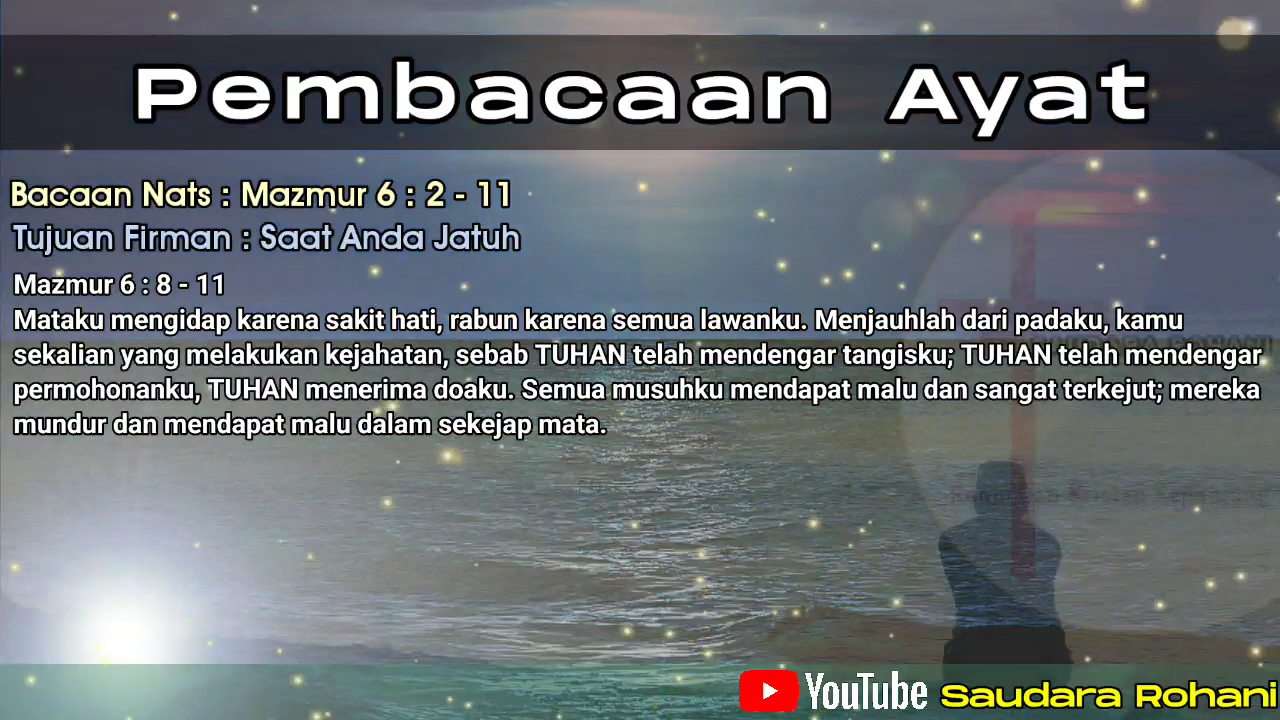 Pembacaan Ayat
Bacaan Nats : Mazmur 6 : 2 - 11
Tujuan Firman : Saat Anda Jatuh
Mazmur 6 : 8 - 11
Mataku mengidap karena sakit hati, rabun karena semua lawanku. Menjauhlah dari padaku, kamu
sekalian yang melakukan kejahatan, sebab TUHAN telah mendengar tangisku; TUHAN telah mendengar
permohonanku, TUHAN menerima doaku. Semua musuhku mendapat malu dan sangat terkejut; mereka
mundur dan mendapat malu dalam sekejap mata.
YouTube Saudara Rohani